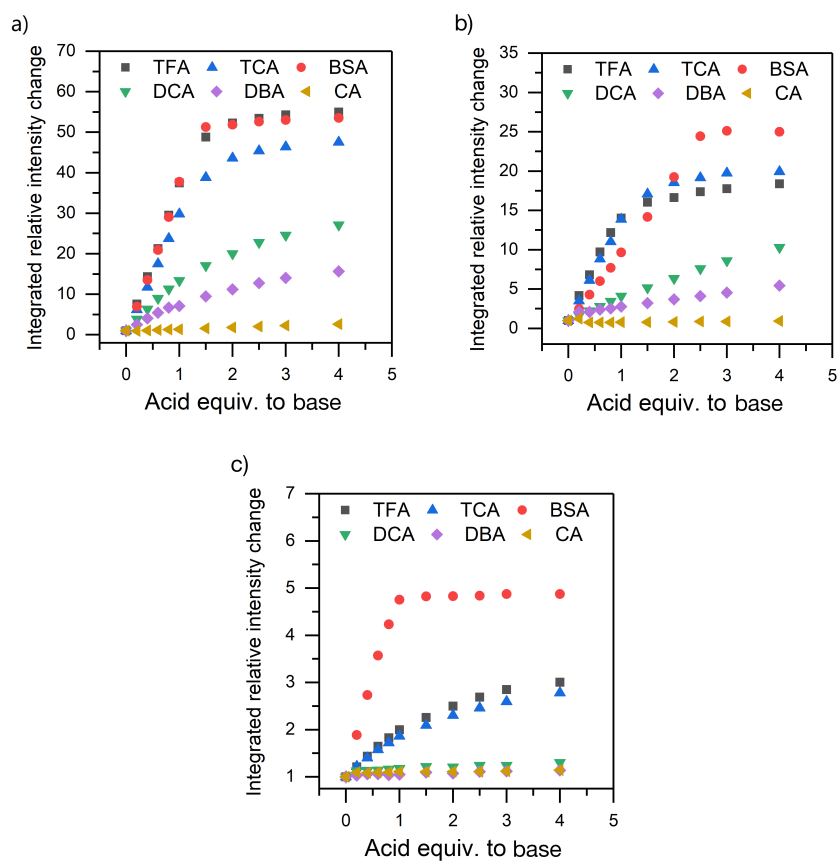 a)
Integrated relative intensity change
70
60
50
40
30
20
10
0
TFA TCA BSA
DCA DBA CA
0 1 2 3 4 5
Acid equiv. to base
b)
Integrated relative intensity change
35
30
25
20
15
10
5
0
TFA TCA BSA
DCA DBA CA
0 1 2 3 4 5
Acid equiv. to base
c)
Integrated relative intensity change
7
6
5
4
3
2
1
TFA TCA BSA
DCA DBA CA
0 1 2 3 4 5
Acid equiv. to base